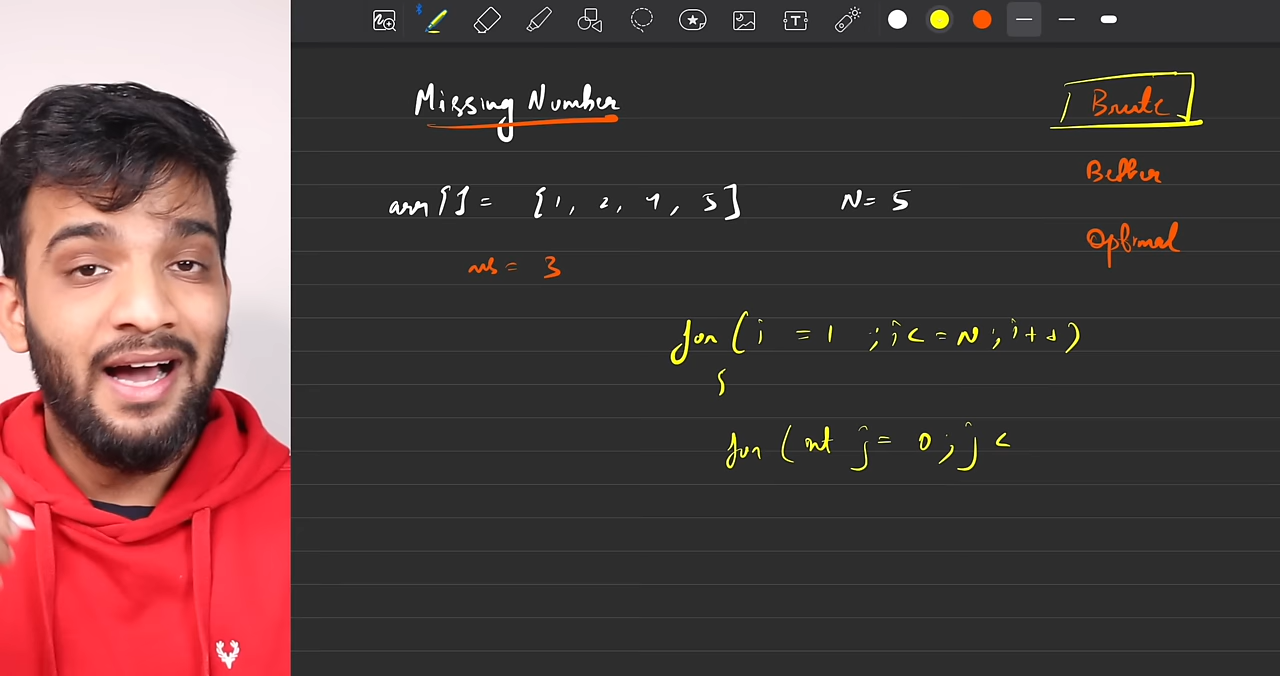 Missing Number
Brute
Better
Optimal
arr[] = {1, 2, 4, 5}
N = 5
ans = 3
for (i = 1 ; i <= N ; i++)
{
for (int j = 0 ; j <
T